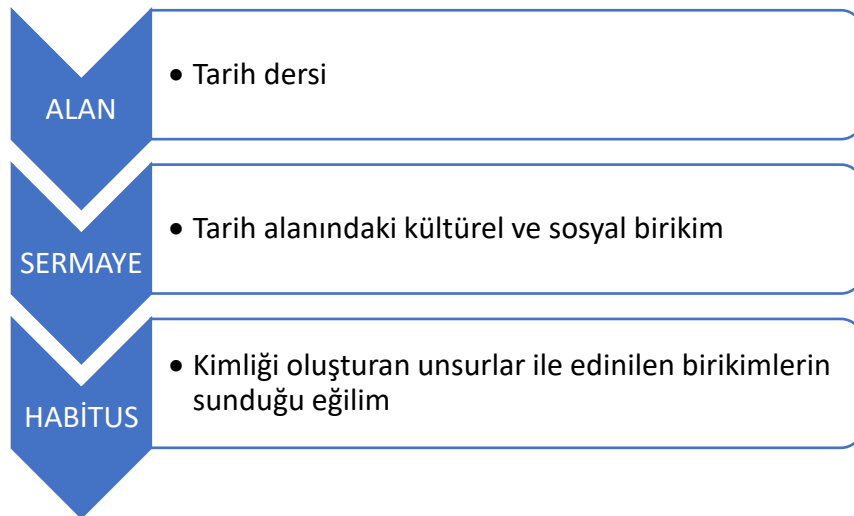 ALAN
• Tarih dersi
SERMAYE
• Tarih alanındaki kültürel ve sosyal birikim
HABİTUS
• Kimliği oluşturan unsurlar ile edinilen birikimlerin
sunduğu eğilim